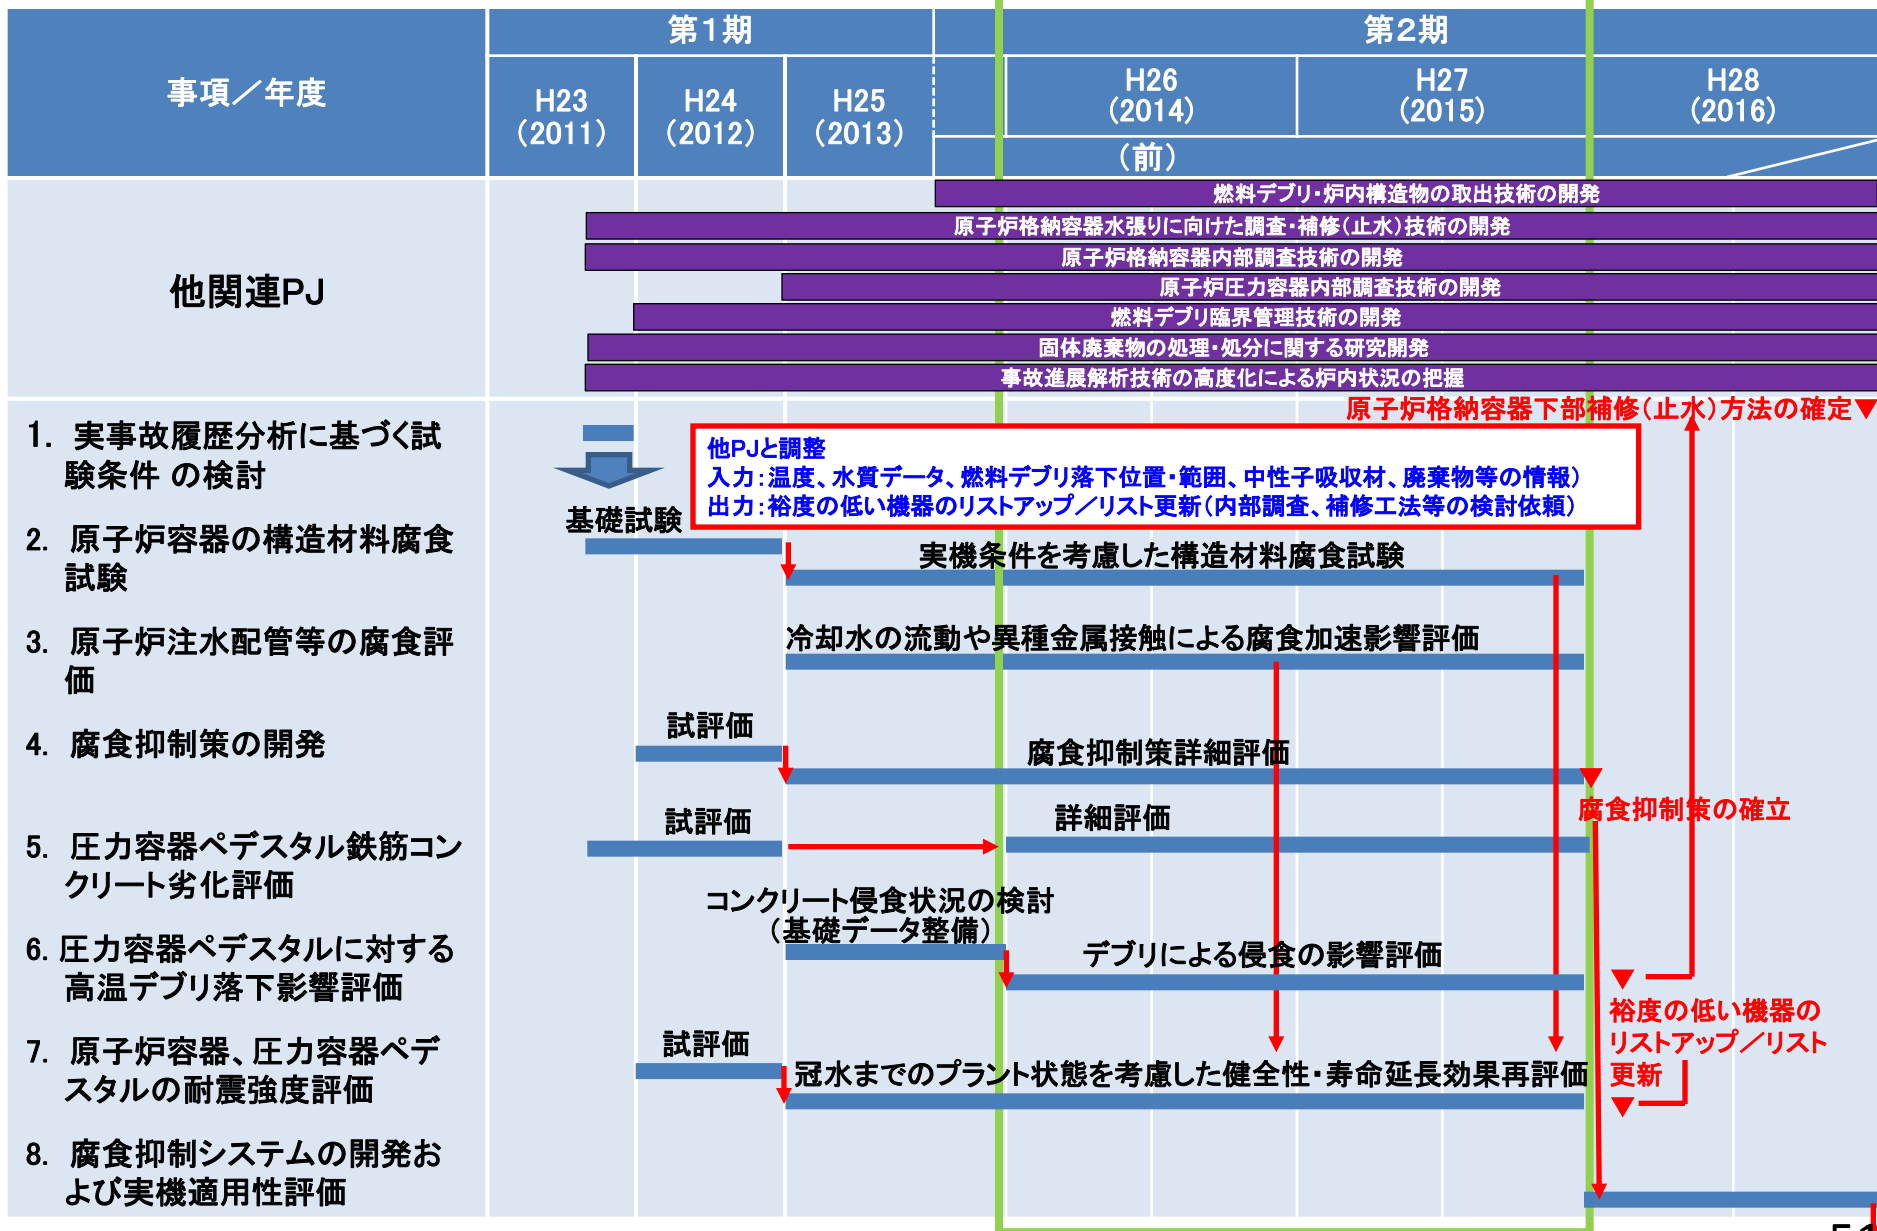 事項／年度
第１期
第２期
H23
（2011）
H24
（2012）
H25
（2013）
H26
（2014）
H27
（2015）
H28
（2016）
（前）
他関連PJ
燃料デブリ・炉内構造物の取出技術の開発
原子炉格納容器水張りに向けた調査・補修（止水）技術の開発
原子炉格納容器内部調査技術の開発
原子炉圧力容器内部調査技術の開発
燃料デブリ臨界管理技術の開発
固体廃棄物の処理・処分に関する研究開発
事故進展解析技術の高度化による炉内状況の把握
原子炉格納容器下部補修（止水）方法の確定▼
1. 実事故履歴分析に基づく試
験条件 の検討
他PJと調整
入力：温度、水質データ、燃料デブリ落下位置・範囲、中性子吸収材、廃棄物等の情報）
出力：裕度の低い機器のリストアップ／リスト更新（内部調査、補修工法等の検討依頼）
2. 原子炉容器の構造材料腐食
試験
基礎試験
実機条件を考慮した構造材料腐食試験
3. 原子炉注水配管等の腐食評
価
冷却水の流動や異種金属接触による腐食加速影響評価
4. 腐食抑制策の開発
試評価
腐食抑制策詳細評価
腐食抑制策の確立
5. 圧力容器ペデスタル鉄筋コン
クリート劣化評価
試評価
詳細評価
6. 圧力容器ペデスタルに対する
高温デブリ落下影響評価
コンクリート侵食状況の検討
（基礎データ整備）
デブリによる侵食の影響評価
裕度の低い機器の
リストアップ／リスト
更新
7. 原子炉容器、圧力容器ペデ
スタルの耐震強度評価
試評価
冠水までのプラント状態を考慮した健全性・寿命延長効果再評価
8. 腐食抑制システムの開発お
よび実機適用性評価